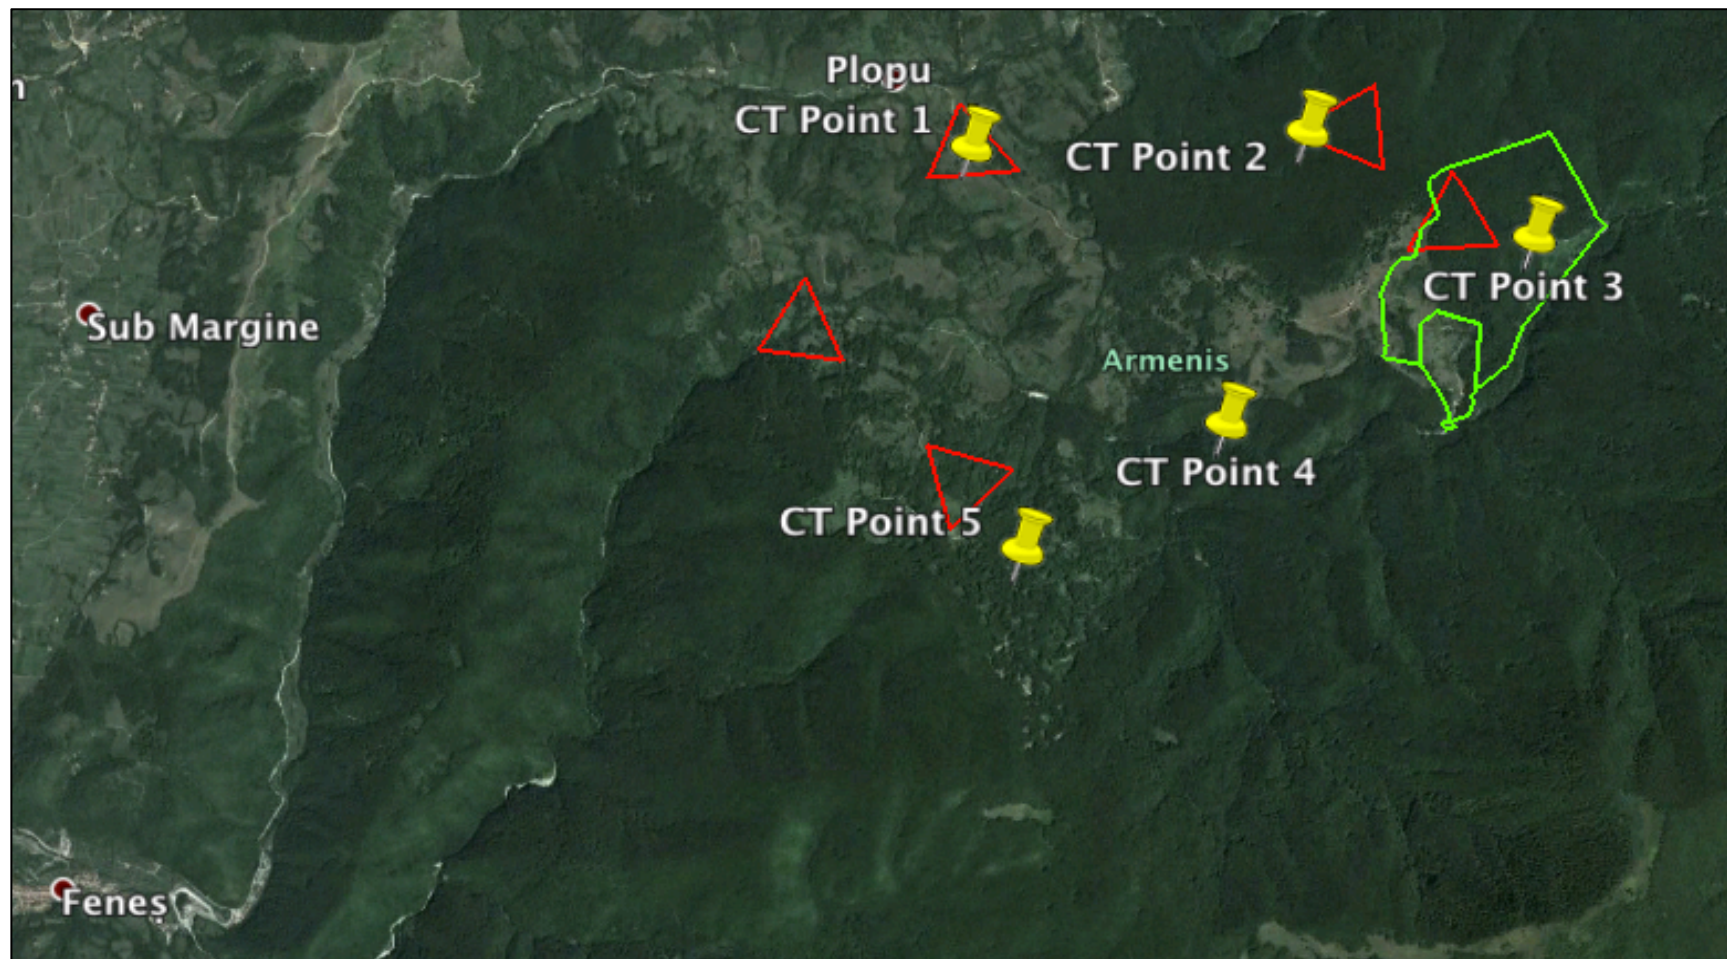 Plopu
n
CT Point 1
CT Point 2
CT Point 3
Sub Margine
Armenis
CT Point 4
CT Point 5
Feneș